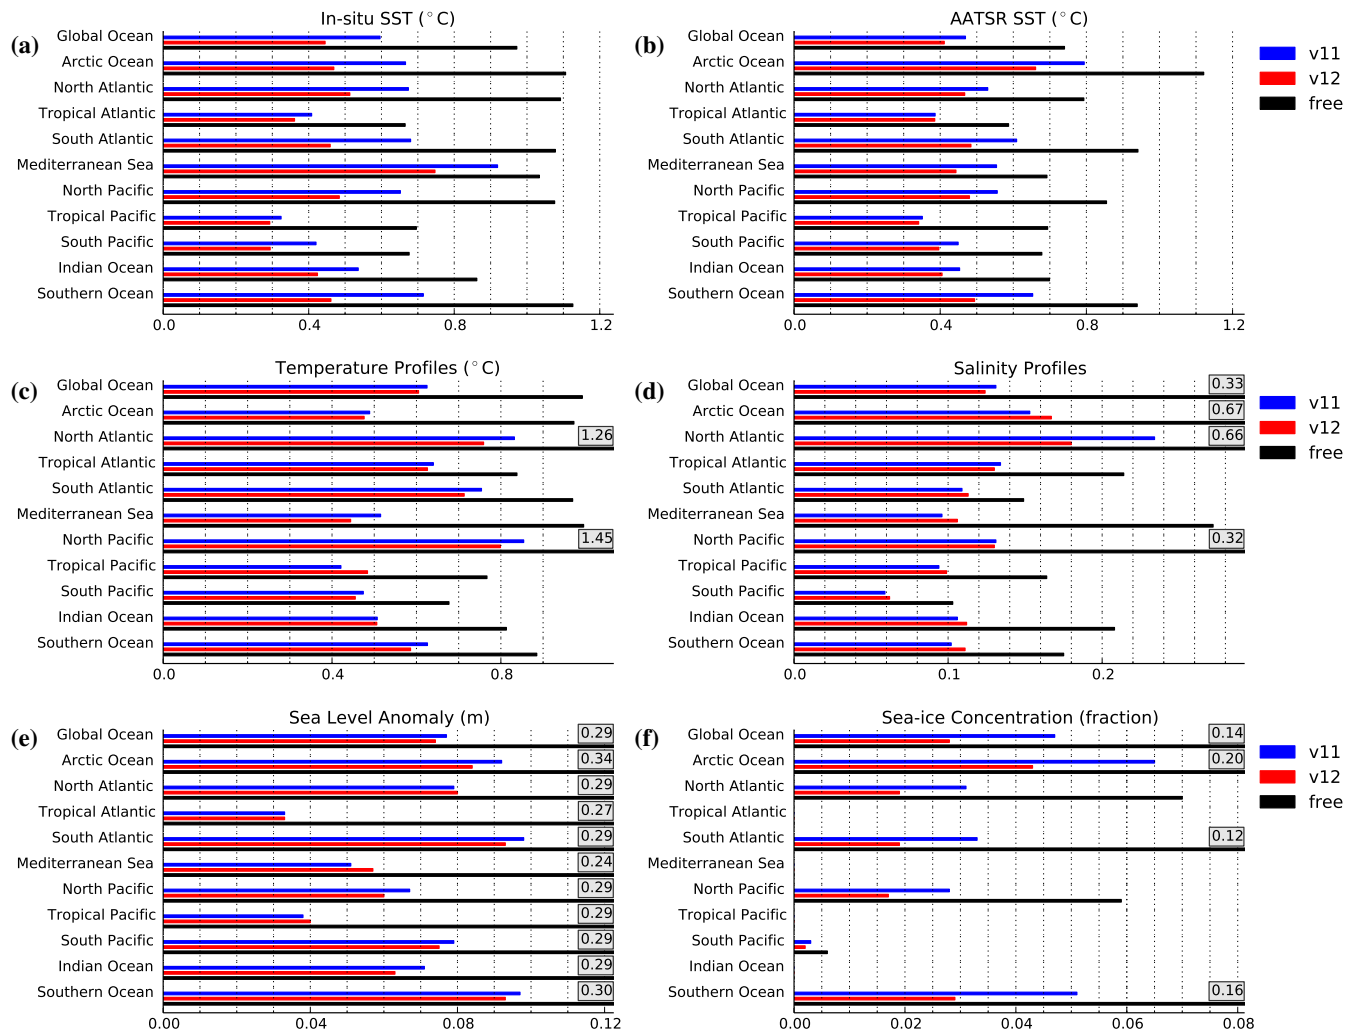 In-situ SST (°C)
(a)
Global Ocean
Arctic Ocean
North Atlantic
Tropical Atlantic
South Atlantic
Mediterranean Sea
North Pacific
Tropical Pacific
South Pacific
Indian Ocean
Southern Ocean
0.0 0.4 0.8 1.2
AATSR SST (°C)
(b)
Global Ocean
Arctic Ocean
North Atlantic
Tropical Atlantic
South Atlantic
Mediterranean Sea
North Pacific
Tropical Pacific
South Pacific
Indian Ocean
Southern Ocean
0.0 0.4 0.8 1.2
v11
v12
free
Temperature Profiles (°C)
(c)
Global Ocean
Arctic Ocean
North Atlantic 1.26
Tropical Atlantic
South Atlantic
Mediterranean Sea
North Pacific 1.45
Tropical Pacific
South Pacific
Indian Ocean
Southern Ocean
0.0 0.4 0.8
Salinity Profiles
(d)
Global Ocean 0.33
Arctic Ocean 0.67
North Atlantic 0.66
Tropical Atlantic
South Atlantic
Mediterranean Sea
North Pacific 0.32
Tropical Pacific
South Pacific
Indian Ocean
Southern Ocean
0.0 0.1 0.2
v11
v12
free
Sea Level Anomaly (m)
(e)
Global Ocean 0.29
Arctic Ocean 0.34
North Atlantic 0.29
Tropical Atlantic 0.27
South Atlantic 0.29
Mediterranean Sea 0.24
North Pacific 0.29
Tropical Pacific 0.29
South Pacific 0.29
Indian Ocean 0.29
Southern Ocean 0.30
0.00 0.04 0.08 0.12
Sea-ice Concentration (fraction)
(f)
Global Ocean 0.14
Arctic Ocean 0.20
North Atlantic
Tropical Atlantic
South Atlantic 0.12
Mediterranean Sea
North Pacific
Tropical Pacific
South Pacific
Indian Ocean
Southern Ocean 0.16
0.00 0.02 0.04 0.06 0.08
v11
v12
free